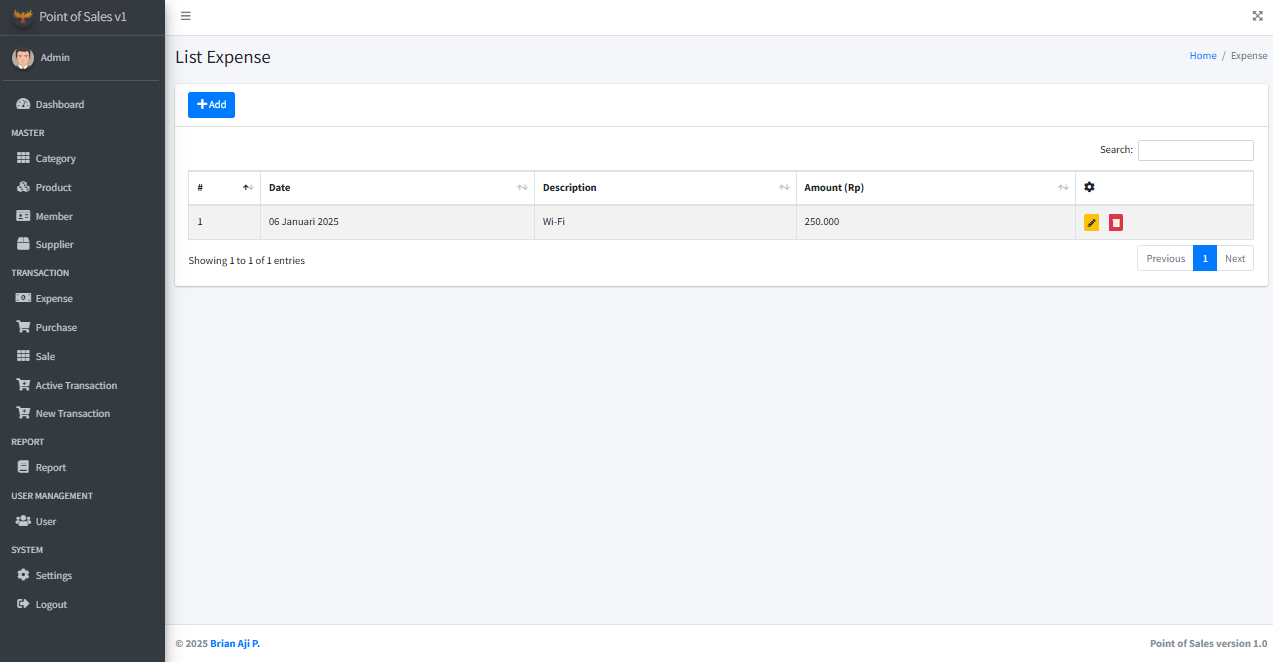 Point of Sales v1
Admin
Dashboard
MASTER
Category
Product
Member
Supplier
TRANSACTION
Expense
Purchase
Sale
Active Transaction
New Transaction
REPORT
Report
USER MANAGEMENT
User
SYSTEM
Settings
Logout
List Expense
Home / Expense
Add
Search:
# Date Description Amount (Rp)
1 06 Januari 2025 Wi-Fi 250.000
Showing 1 to 1 of 1 entries
Previous 1 Next
© 2025 Brian Aji P.
Point of Sales version 1.0